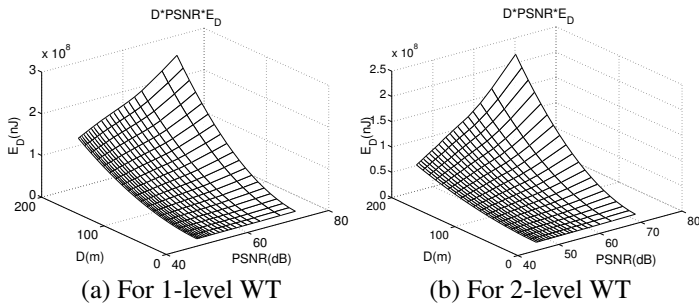 D*PSNR*E_D
x 10^8
3
2
1
0
200
100
0
40
60
80
E_D(nJ)
D(m)
PSNR(dB)
(a) For 1-level WT
D*PSNR*E_D
x 10^8
2.5
2
1.5
1
0.5
0
200
100
0
40
50
60
70
80
E_D(nJ)
D(m)
PSNR(dB)
(b) For 2-level WT